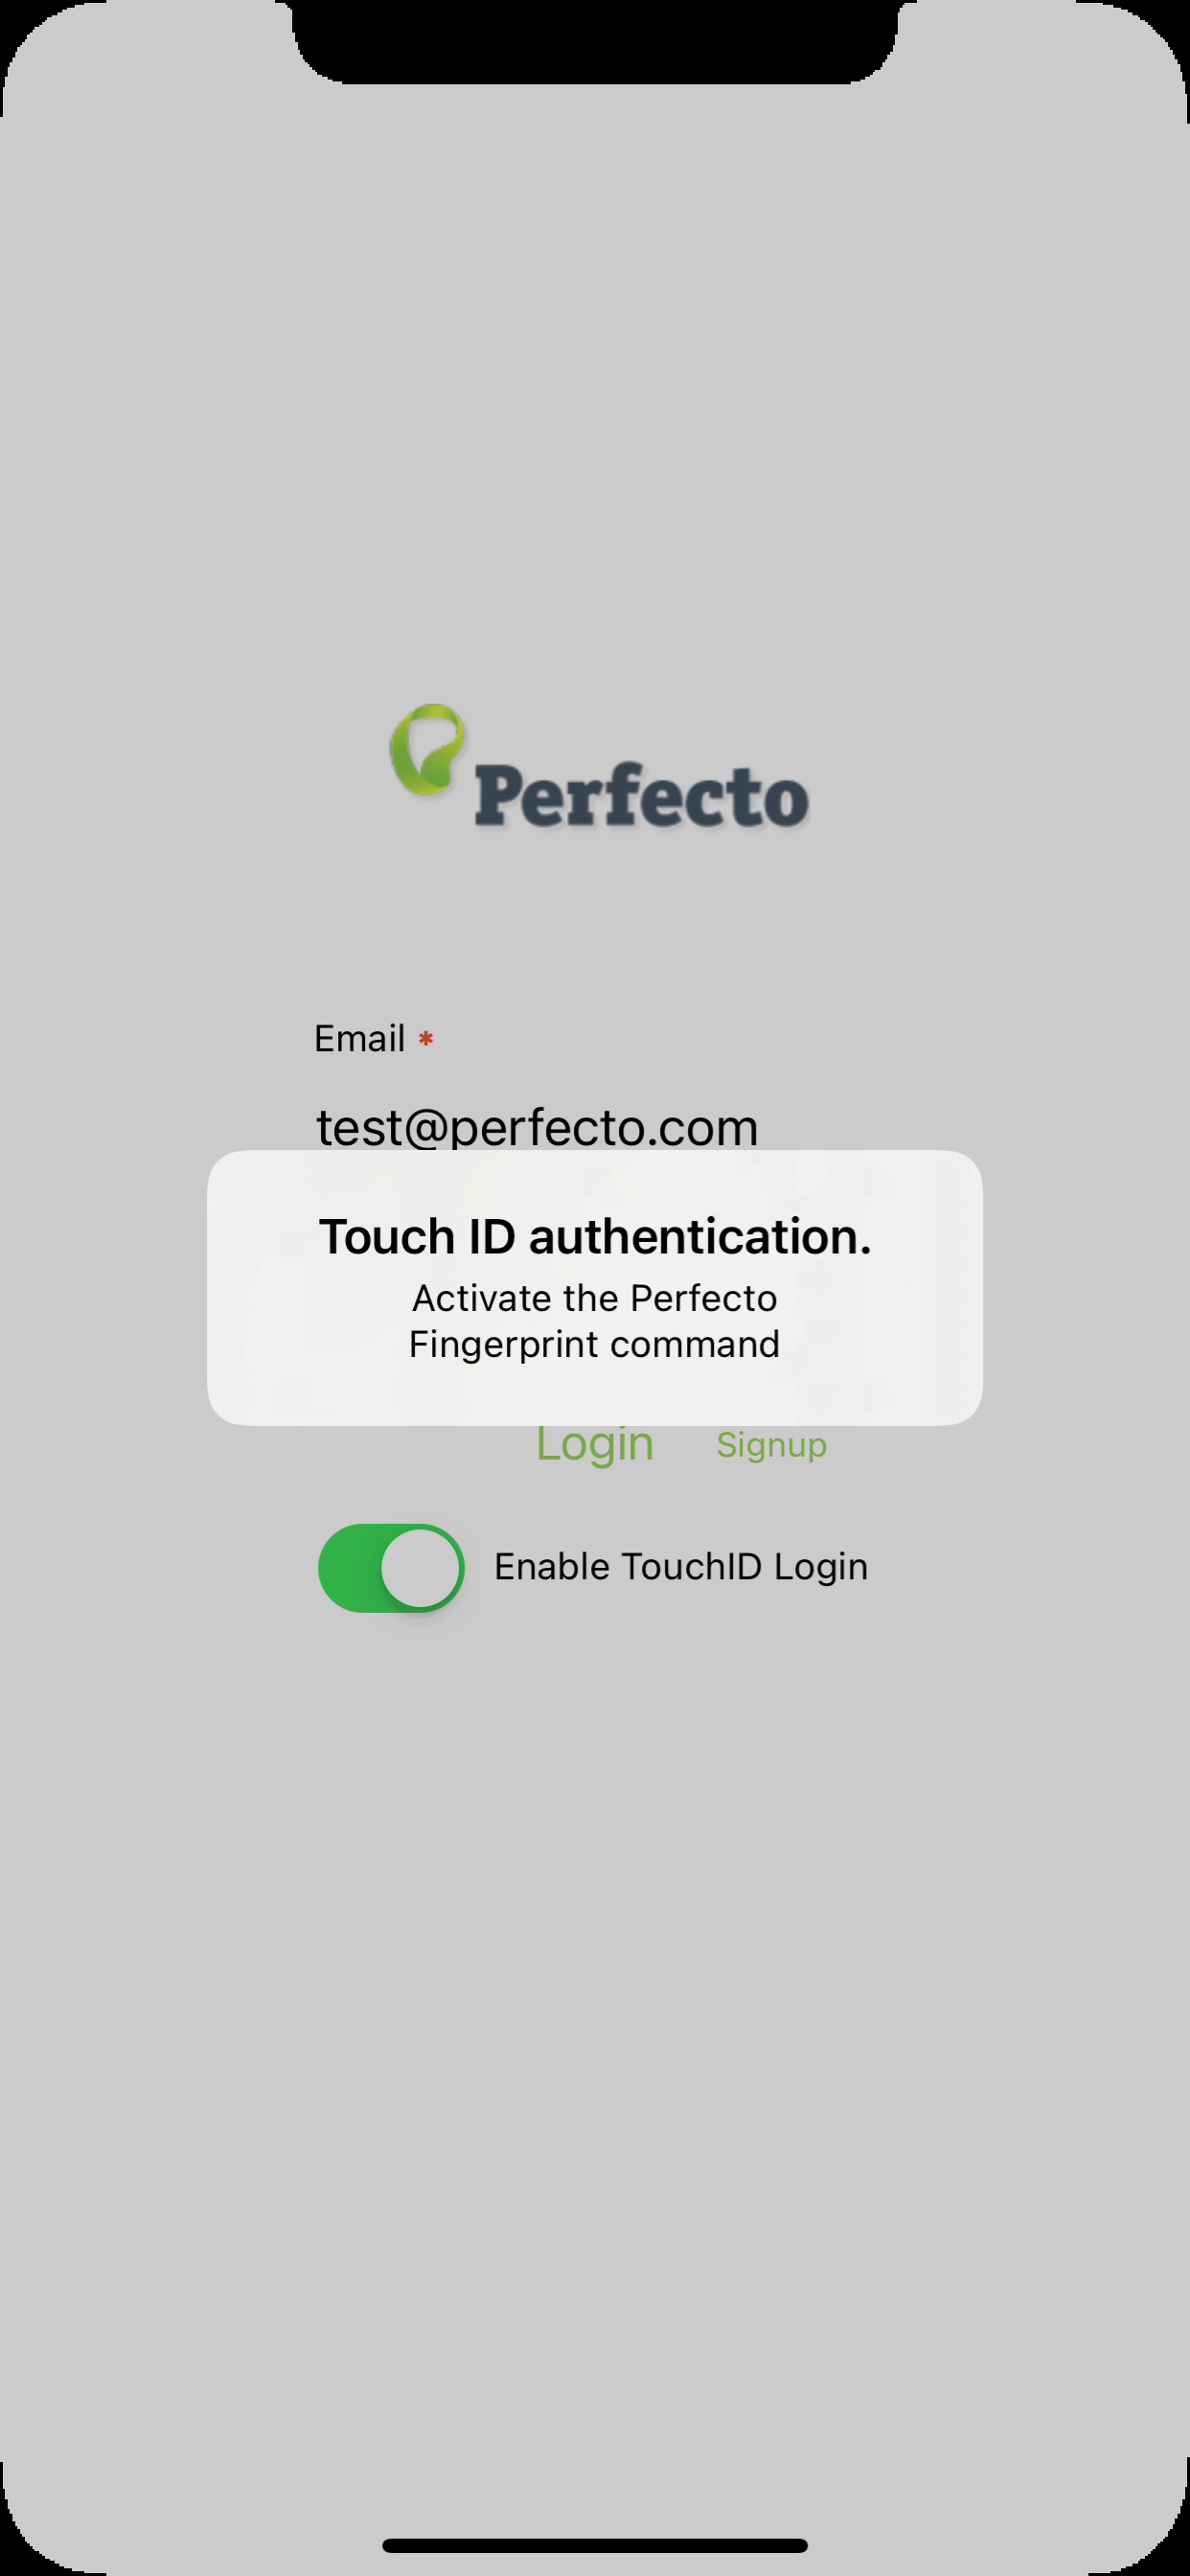 Perfecto
Email *
test@perfecto.com
Touch ID authentication.
Activate the Perfecto
Fingerprint command
Login Signup
Enable TouchID Login